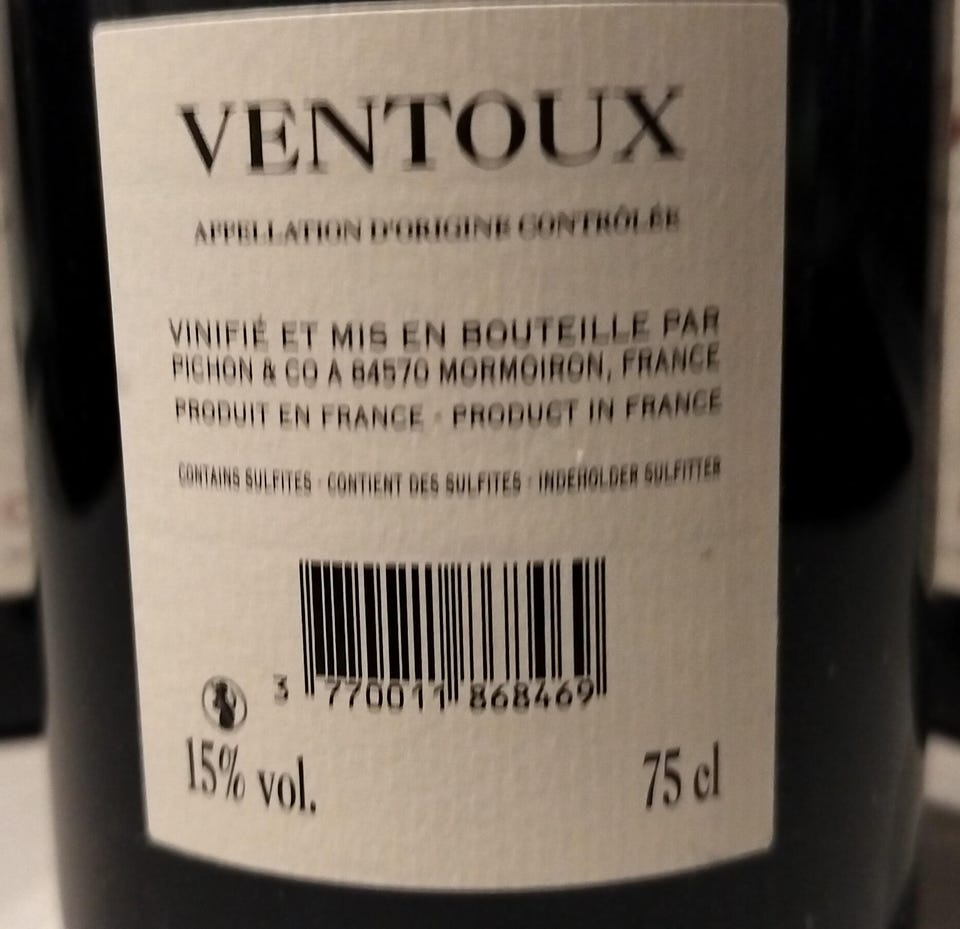 VENTOUX
APPELLATION D'ORIGINE CONTRÔLÉE
VINIFIÉ ET MIS EN BOUTEILLE PAR
PICHON & CO À 84570 MORMOIRON, FRANCE
PRODUIT EN FRANCE - PRODUCT IN FRANCE
CONTAINS SULFITES - CONTIENT DES SULFITES - INDEHOLDER SULFITTER
3 770011 868469
15% vol. 75 cl